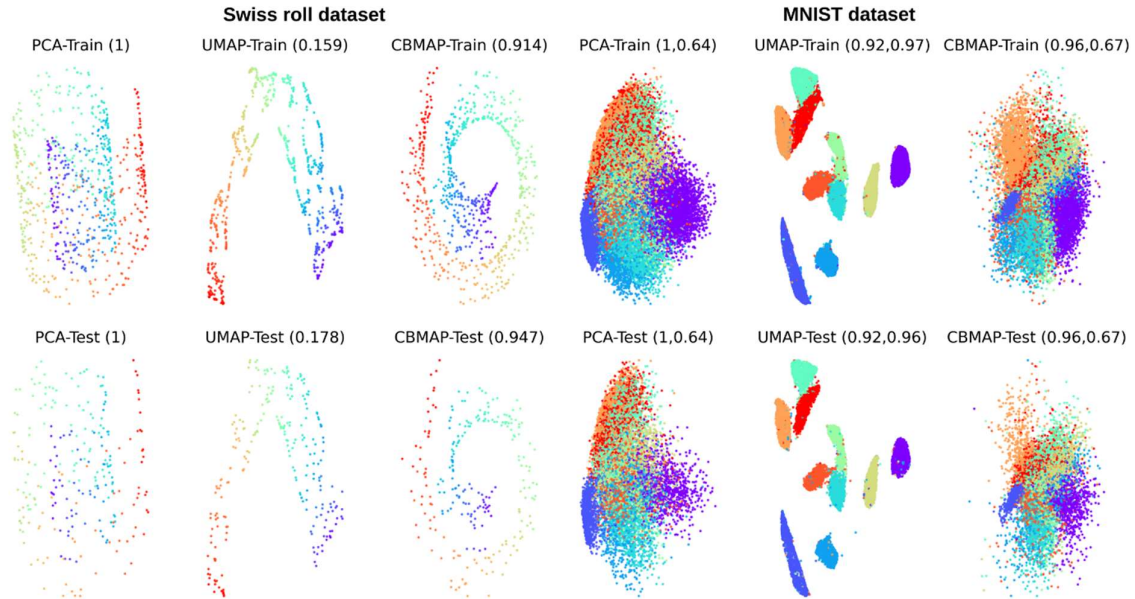 Swiss roll dataset
MNIST dataset
PCA-Train (1)
UMAP-Train (0.159)
CBMAP-Train (0.914)
PCA-Train (1,0.64)
UMAP-Train (0.92,0.97)
CBMAP-Train (0.96,0.67)
PCA-Test (1)
UMAP-Test (0.178)
CBMAP-Test (0.947)
PCA-Test (1,0.64)
UMAP-Test (0.92,0.96)
CBMAP-Test (0.96,0.67)